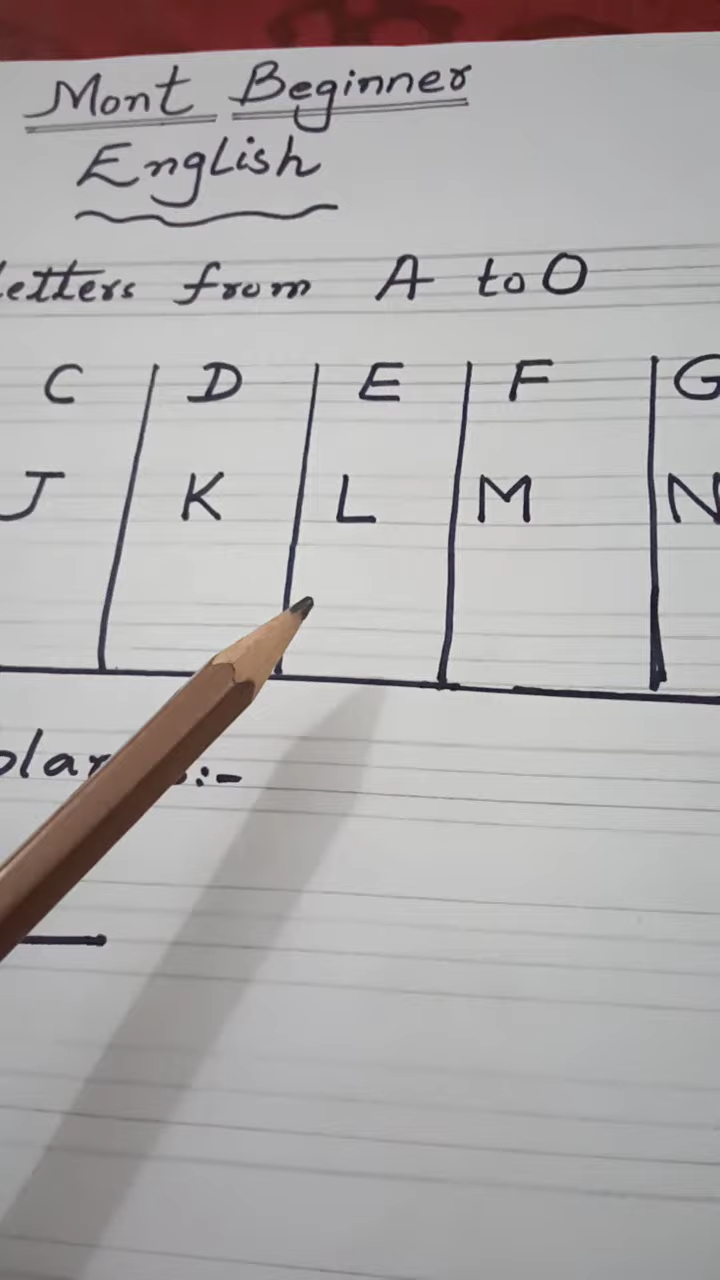 Mont Beginner
English
letters from A to O
C D E F G
J K L M N
:-